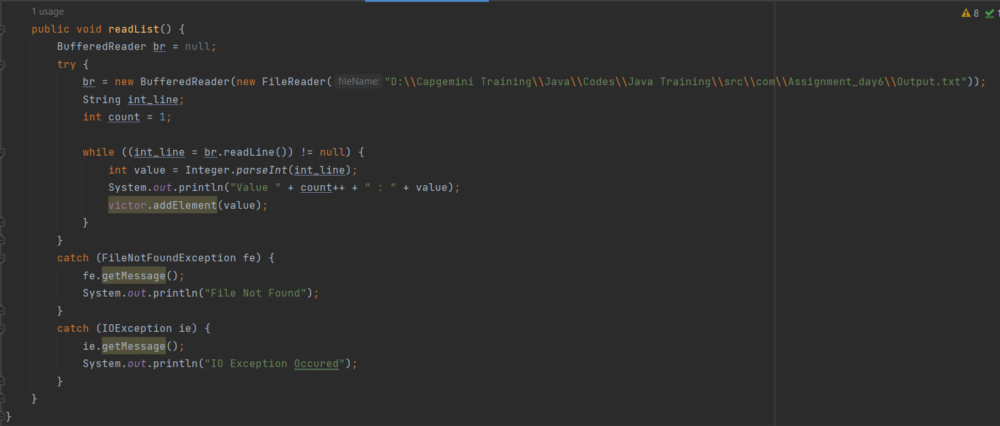 1 usage
⚠ 8 ✓ 1
public void readList() {
BufferedReader br = null;
try {
br = new BufferedReader(new FileReader( fileName: "D:\\Capgemini Training\\Java\\Codes\\Java Training\\src\\com\\Assignment_day6\\Output.txt"));
String int_line;
int count = 1;
while ((int_line = br.readLine()) != null) {
int value = Integer.parseInt(int_line);
System.out.println("Value " + count++ + " : " + value);
victor.addElement(value);
}
}
catch (FileNotFoundException fe) {
fe.getMessage();
System.out.println("File Not Found");
}
catch (IOException ie) {
ie.getMessage();
System.out.println("IO Exception Occured");
}
}
}